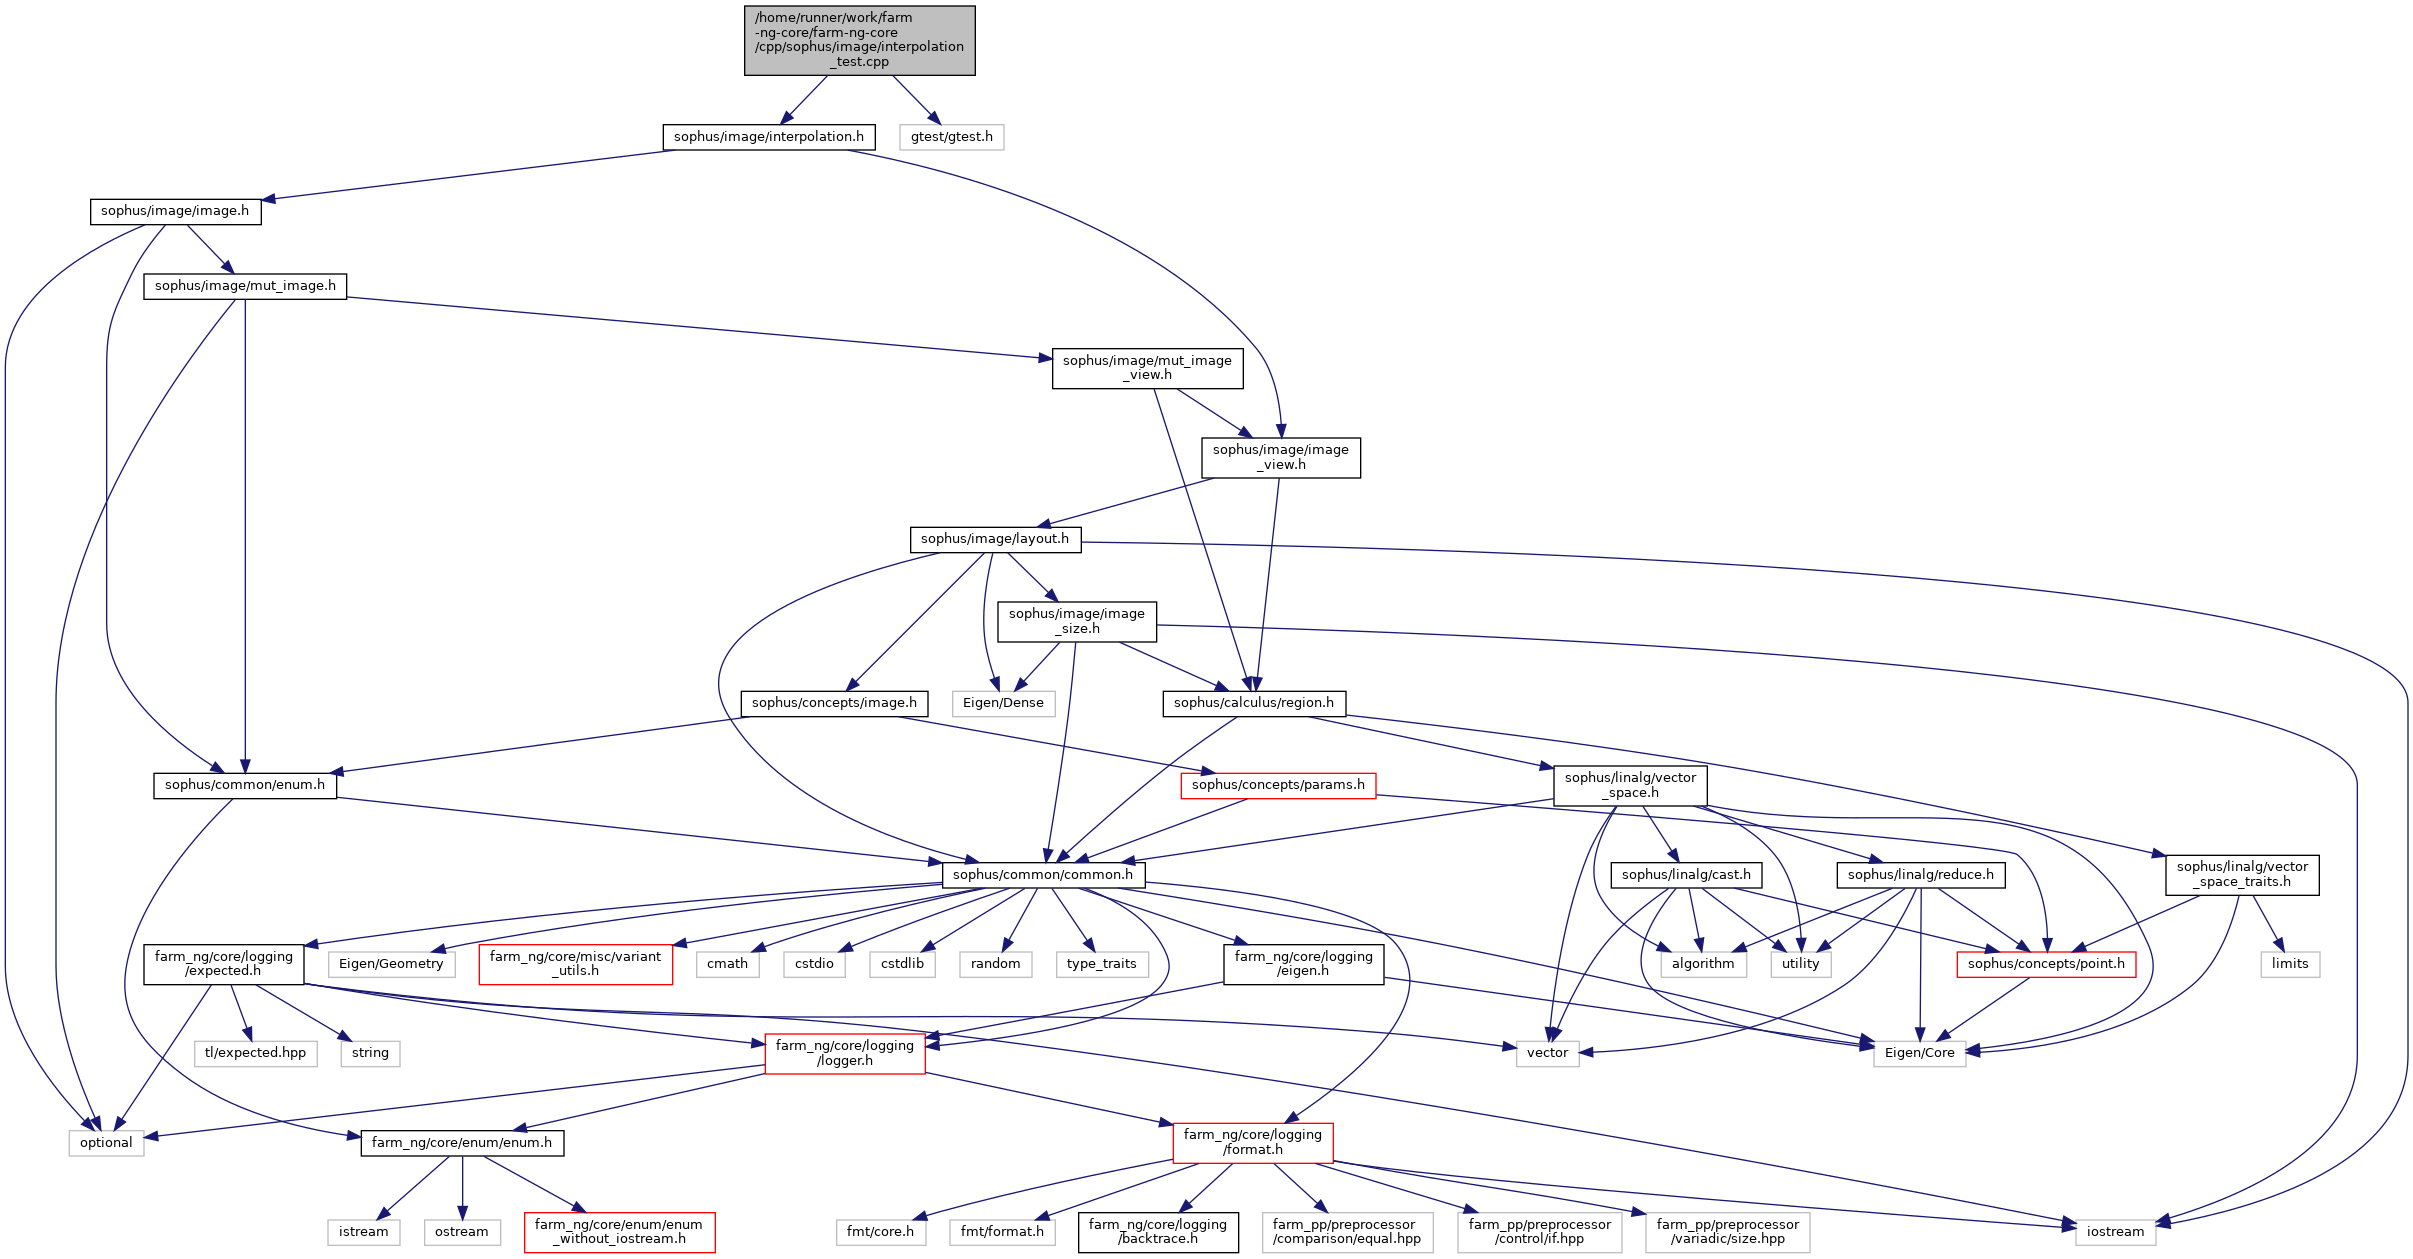 /home/runner/work/farm
-ng-core/farm-ng-core
/cpp/sophus/image/interpolation
_test.cpp
sophus/image/interpolation.h
gtest/gtest.h
sophus/image/image.h
sophus/image/mut_image.h
sophus/image/mut_image
_view.h
sophus/image/image
_view.h
sophus/image/layout.h
sophus/image/image
_size.h
sophus/concepts/image.h
Eigen/Dense
sophus/calculus/region.h
sophus/common/enum.h
sophus/concepts/params.h
sophus/linalg/vector
_space.h
sophus/common/common.h
sophus/linalg/cast.h
sophus/linalg/reduce.h
sophus/linalg/vector
_space_traits.h
farm_ng/core/logging
/expected.h
Eigen/Geometry
farm_ng/core/misc/variant
_utils.h
cmath
cstdio
cstdlib
random
type_traits
farm_ng/core/logging
/eigen.h
algorithm
utility
sophus/concepts/point.h
limits
tl/expected.hpp
string
farm_ng/core/logging
/logger.h
vector
Eigen/Core
optional
farm_ng/core/enum/enum.h
farm_ng/core/logging
/format.h
istream
ostream
farm_ng/core/enum/enum
_without_iostream.h
fmt/core.h
fmt/format.h
farm_ng/core/logging
/backtrace.h
farm_pp/preprocessor
/comparison/equal.hpp
farm_pp/preprocessor
/control/if.hpp
farm_pp/preprocessor
/variadic/size.hpp
iostream